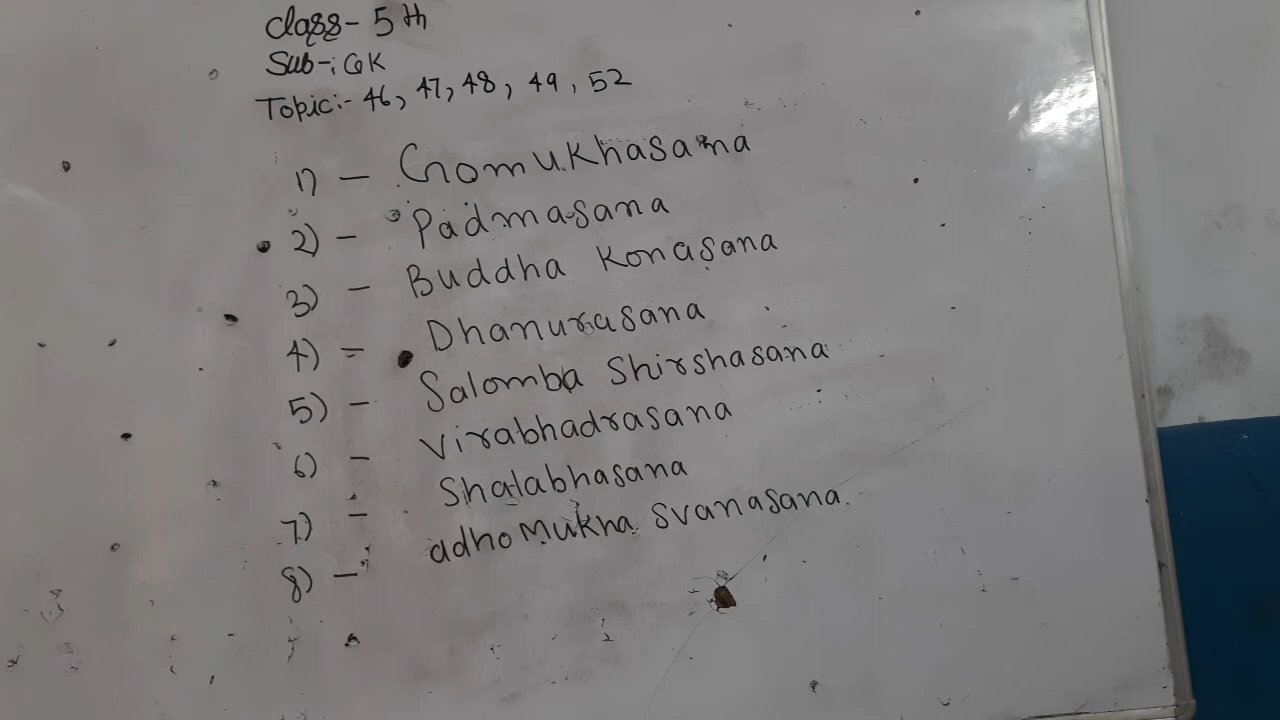 Class- 5th
Sub-: GK
Topic:- 46, 47, 48, 49, 52
1) - Gomukhasana
2) - Padmasana
3) - Buddha Konasana
4) - Dhanurasana
5) - Salomba Shirshasana
6) - Virabhadrasana
7) - Shalabhasana
8) - adho Mukha Svanasana.